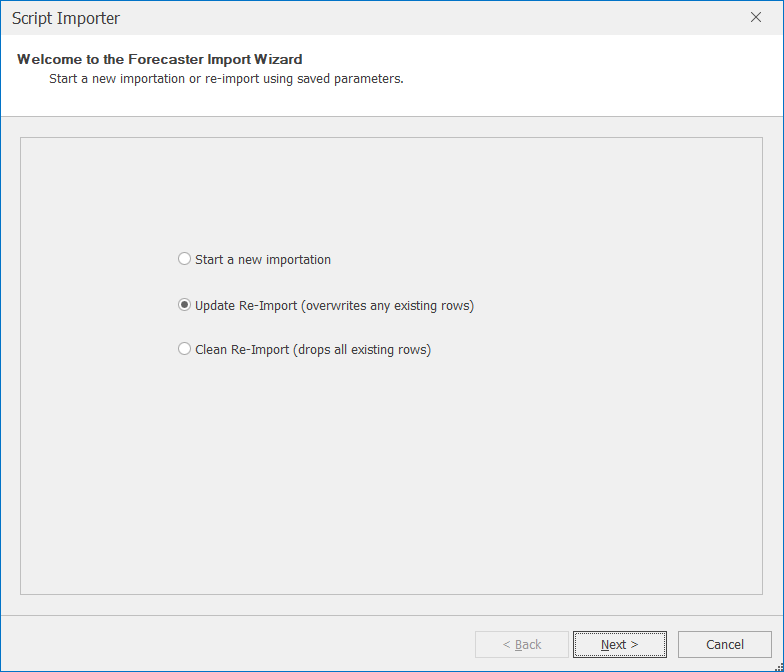 Script Importer
Welcome to the Forecaster Import Wizard
Start a new importation or re-import using saved parameters.
Start a new importation
Update Re-Import (overwrites any existing rows)
Clean Re-Import (drops all existing rows)
< Back
Next >
Cancel